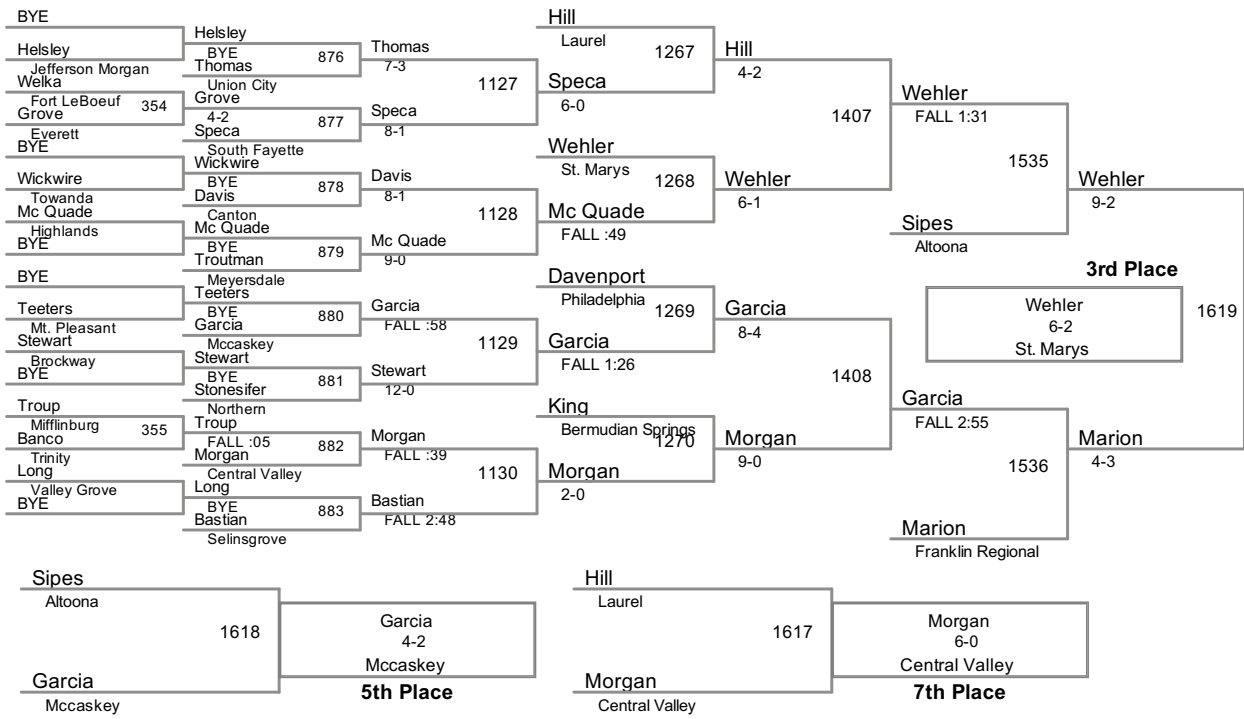 BYE
Helsley
Jefferson Morgan
Welka
Fort LeBoeuf
354
Grove
Everett
BYE
Wickwire
Towanda
Mc Quade
Highlands
BYE
BYE
Teeters
Mt. Pleasant
Stewart
Brockway
BYE
Troup
Mifflinburg
355
Banco
Trinity
Long
Valley Grove
BYE
Helsley
BYE
876
Thomas
Union City
Grove
4-2
877
Speca
South Fayette
Wickwire
BYE
878
Davis
Canton
Mc Quade
BYE
879
Troutman
Meyersdale
Teeters
BYE
880
Garcia
Mccaskey
Stewart
BYE
881
Stonesifer
Northern
Troup
FALL :05
882
Morgan
Central Valley
Long
BYE
883
Bastian
Selinsgrove
Thomas
7-3
1127
Speca
8-1
Davis
8-1
1128
Mc Quade
9-0
Garcia
FALL :58
1129
Stewart
12-0
Morgan
FALL :39
1130
Bastian
FALL 2:48
Hill
Laurel
1267
Speca
6-0
Wehler
St. Marys
1268
Mc Quade
FALL :49
Davenport
Philadelphia
1269
Garcia
FALL 1:26
King
Bermudian Springs
1270
Morgan
2-0
Hill
4-2
1407
Wehler
6-1
Garcia
8-4
1408
Morgan
9-0
Wehler
FALL 1:31
1535
Sipes
Altoona
Garcia
FALL 2:55
1536
Marion
Franklin Regional
Wehler
9-2
3rd Place
Wehler
6-2
St. Marys
1619
Marion
4-3
Sipes
Altoona
1618
Garcia
Mccaskey
Garcia
4-2
Mccaskey
5th Place
Hill
Laurel
1617
Morgan
Central Valley
Morgan
6-0
Central Valley
7th Place